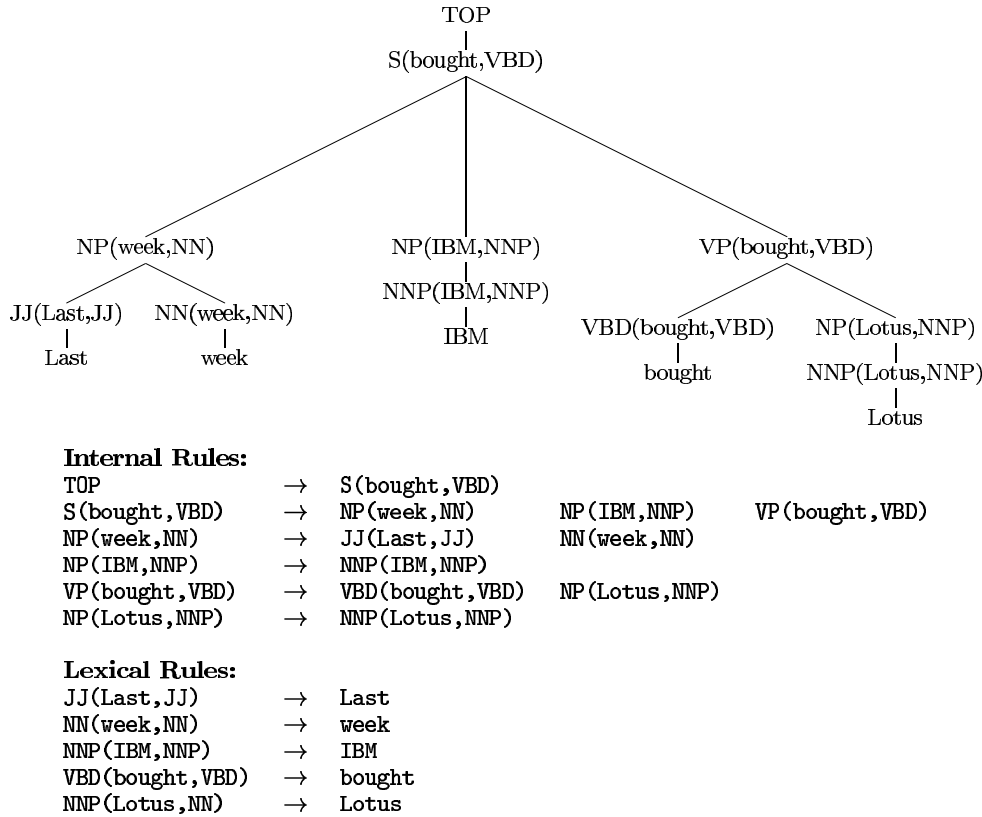 TOP
S(bought,VBD)
NP(week,NN) NP(IBM,NNP) VP(bought,VBD)
JJ(Last,JJ) NN(week,NN) NNP(IBM,NNP) VBD(bought,VBD) NP(Lotus,NNP)
Last week IBM bought NNP(Lotus,NNP)
Lotus
Internal Rules:
TOP → S(bought,VBD)
S(bought,VBD) → NP(week,NN) NP(IBM,NNP) VP(bought,VBD)
NP(week,NN) → JJ(Last,JJ) NN(week,NN)
NP(IBM,NNP) → NNP(IBM,NNP)
VP(bought,VBD) → VBD(bought,VBD) NP(Lotus,NNP)
NP(Lotus,NNP) → NNP(Lotus,NNP)
Lexical Rules:
JJ(Last,JJ) → Last
NN(week,NN) → week
NNP(IBM,NNP) → IBM
VBD(bought,VBD) → bought
NNP(Lotus,NN) → Lotus